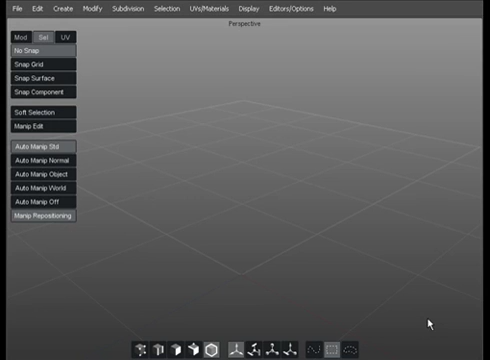 File Edit Create Modify Subdivision Selection UVs/Materials Display Editors/Options Help
Perspective
Mod Sel UV
No Snap
Snap Grid
Snap Surface
Snap Component
Soft Selection
Manip Edit
Auto Manip Std
Auto Manip Normal
Auto Manip Object
Auto Manip World
Auto Manip Off
Manip Repositioning